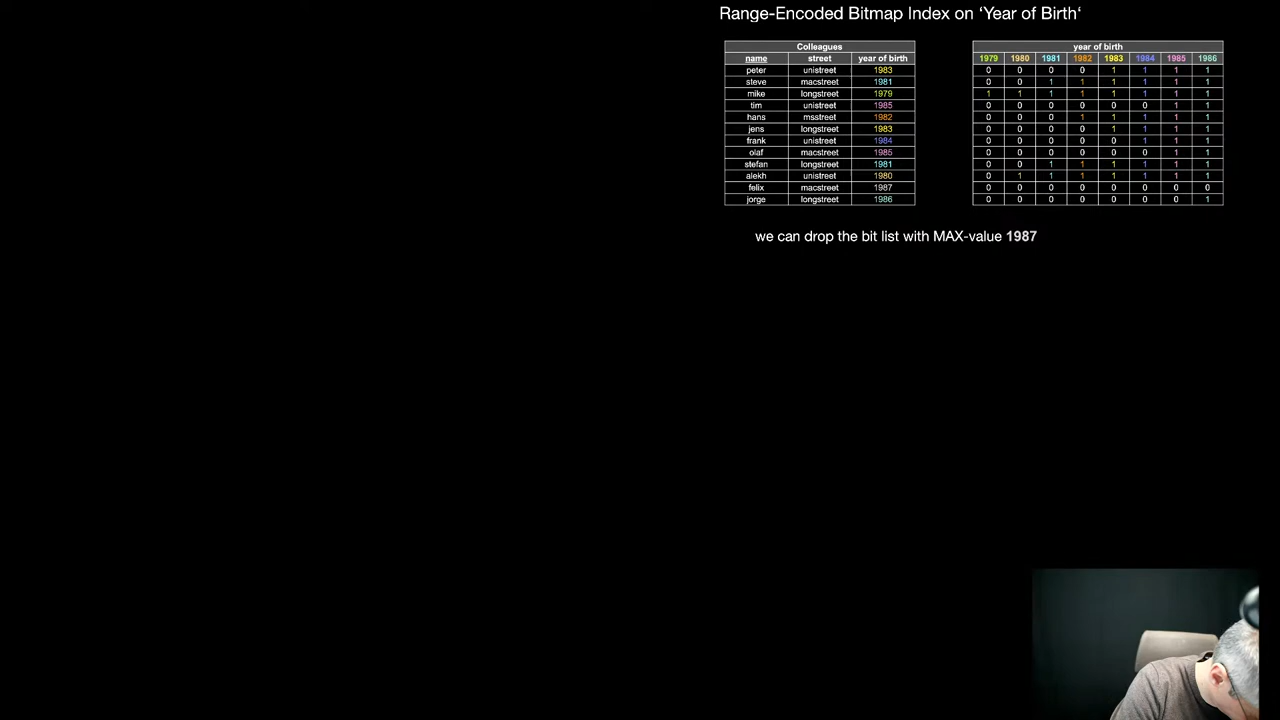 Range-Encoded Bitmap Index on ‘Year of Birth‘
Colleagues
name street year of birth
peter unistreet 1983
steve macstreet 1981
mike longstreet 1979
tim unistreet 1985
hans msstreet 1982
jens longstreet 1983
frank unistreet 1984
olaf macstreet 1985
stefan longstreet 1981
alekh unistreet 1980
felix macstreet 1987
jorge longstreet 1986
year of birth
1979 1980 1981 1982 1983 1984 1985 1986
0 0 0 0 1 1 1 1
0 0 1 1 1 1 1 1
1 1 1 1 1 1 1 1
0 0 0 0 0 0 1 1
0 0 0 1 1 1 1 1
0 0 0 0 1 1 1 1
0 0 0 0 0 1 1 1
0 0 0 0 0 0 1 1
0 0 1 1 1 1 1 1
0 1 1 1 1 1 1 1
0 0 0 0 0 0 0 0
0 0 0 0 0 0 0 1
we can drop the bit list with MAX-value 1987